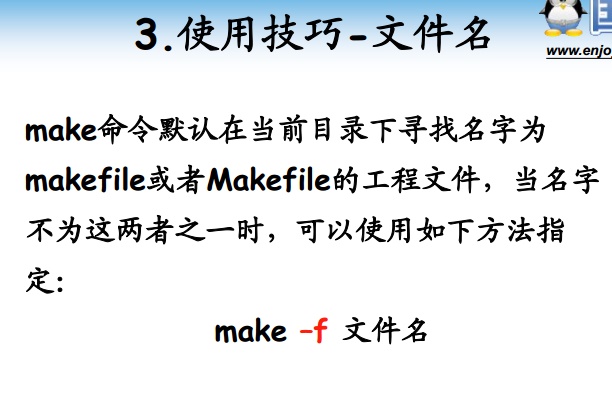 3.使用技巧-文件名
www.enjo
make命令默认在当前目录下寻找名字为
makefile或者Makefile的工程文件，当名字
不为这两者之一时，可以使用如下方法指
定：
make –f 文件名